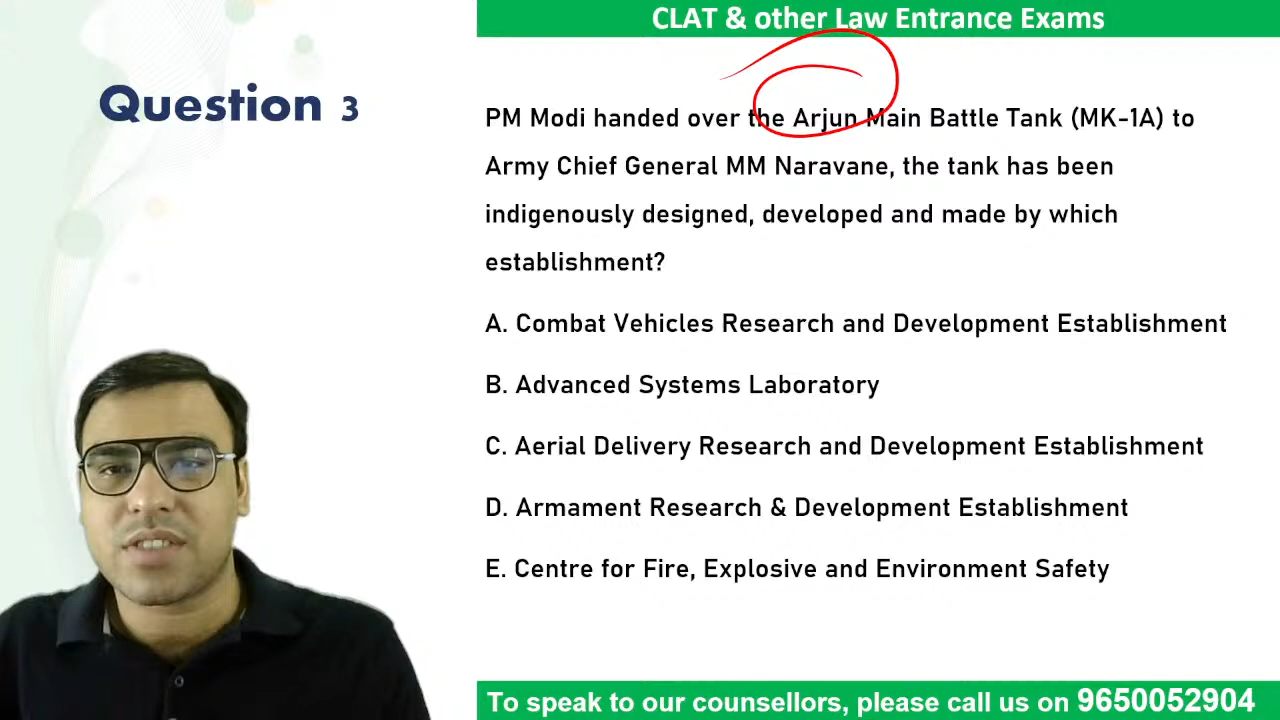 CLAT & other Law Entrance Exams
Question 3
PM Modi handed over the Arjun Main Battle Tank (MK-1A) to
Army Chief General MM Naravane, the tank has been
indigenously designed, developed and made by which
establishment?
A. Combat Vehicles Research and Development Establishment
B. Advanced Systems Laboratory
C. Aerial Delivery Research and Development Establishment
D. Armament Research & Development Establishment
E. Centre for Fire, Explosive and Environment Safety
To speak to our counsellors, please call us on 9650052904